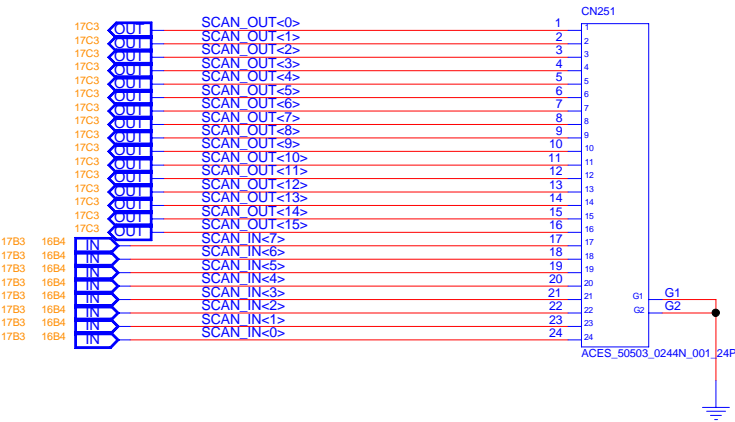 CN251
17C3 OUT SCAN_OUT<0> 1 1
17C3 OUT SCAN_OUT<1> 2 2
17C3 OUT SCAN_OUT<2> 3 3
17C3 OUT SCAN_OUT<3> 4 4
17C3 OUT SCAN_OUT<4> 5 5
17C3 OUT SCAN_OUT<5> 6 6
17C3 OUT SCAN_OUT<6> 7 7
17C3 OUT SCAN_OUT<7> 8 8
17C3 OUT SCAN_OUT<8> 9 9
17C3 OUT SCAN_OUT<9> 10 10
17C3 OUT SCAN_OUT<10> 11 11
17C3 OUT SCAN_OUT<11> 12 12
17C3 OUT SCAN_OUT<12> 13 13
17C3 OUT SCAN_OUT<13> 14 14
17C3 OUT SCAN_OUT<14> 15 15
17C3 OUT SCAN_OUT<15> 16 16
17B3 16B4 IN SCAN_IN<7> 17 17
17B3 16B4 IN SCAN_IN<6> 18 18
17B3 16B4 IN SCAN_IN<5> 19 19
17B3 16B4 IN SCAN_IN<4> 20 20
17B3 16B4 IN SCAN_IN<3> 21 21 G1 G1
17B3 16B4 IN SCAN_IN<2> 22 22 G2 G2
17B3 16B4 IN SCAN_IN<1> 23 23
17B3 16B4 IN SCAN_IN<0> 24 24
ACES_50503_0244N_001_24P